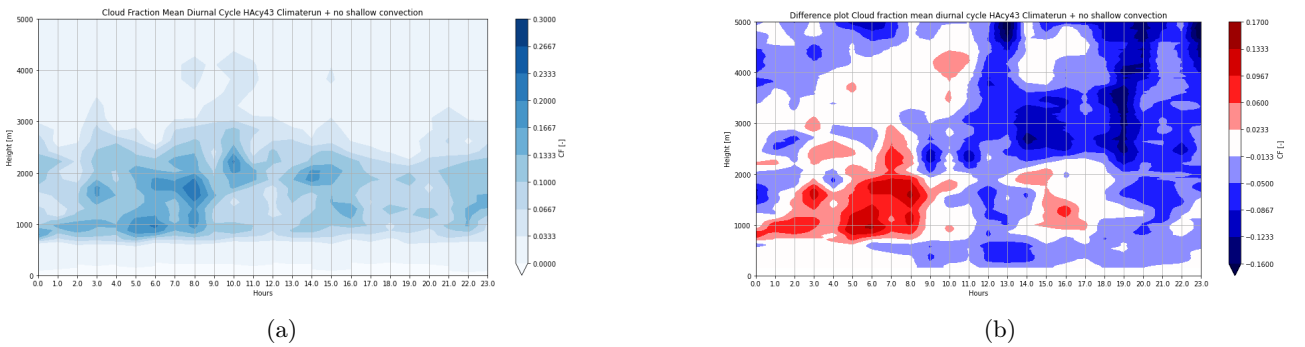 Cloud Fraction Mean Diurnal Cycle HAcy43 Climaterun + no shallow convection
5000
4000
3000
2000
1000
0
Height [m]
0.0 1.0 2.0 3.0 4.0 5.0 6.0 7.0 8.0 9.0 10.0 11.0 12.0 13.0 14.0 15.0 16.0 17.0 18.0 19.0 20.0 21.0 22.0 23.0
Hours
0.3000
0.2667
0.2333
0.2000
0.1667
0.1333
0.1000
0.0667
0.0333
0.0000
CF [-]
(a)
Difference plot Cloud fraction mean diurnal cycle HAcy43 Climaterun + no shallow convection
5000
4000
3000
2000
1000
0
Height [m]
0.0 1.0 2.0 3.0 4.0 5.0 6.0 7.0 8.0 9.0 10.0 11.0 12.0 13.0 14.0 15.0 16.0 17.0 18.0 19.0 20.0 21.0 22.0 23.0
Hours
0.1700
0.1333
0.0967
0.0600
0.0233
−0.0133
−0.0500
−0.0867
−0.1233
−0.1600
CF [-]
(b)